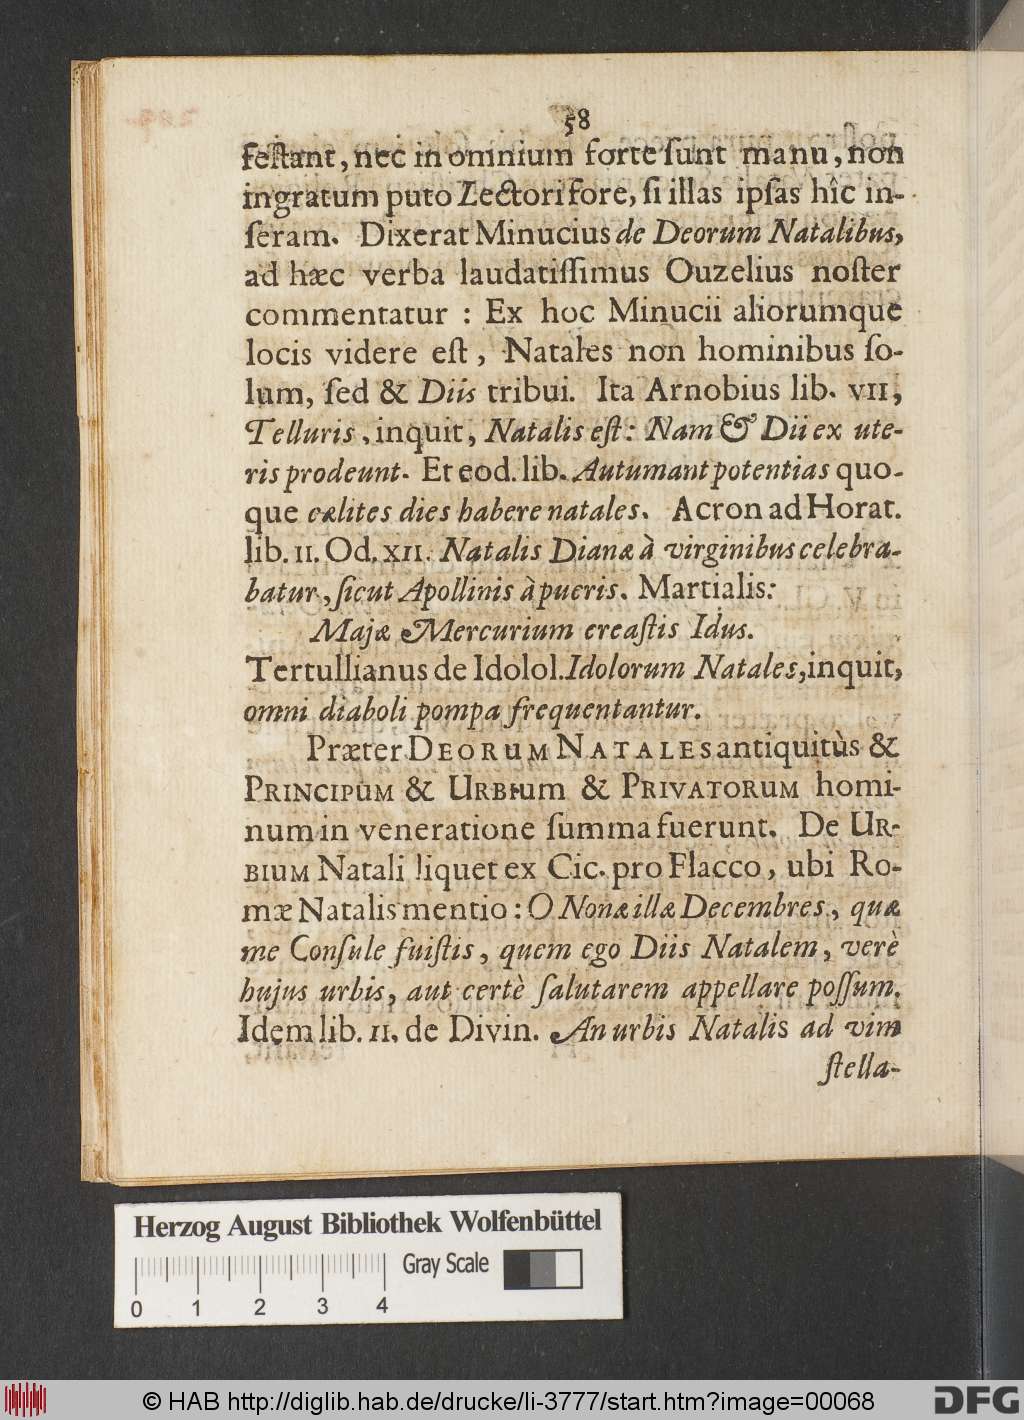 58
feſtant, nec in omnium forte ſunt manu, non
ingratum puto Lectori fore, ſi illas ipſas hîc in-
ſeram. Dixerat Minucius de Deorum Natalibus,
ad hæc verba laudatiſſimus Ouzelius noſter
commentatur : Ex hoc Minucii aliorumque
locis videre eſt, Natales non hominibus ſo-
lum, ſed & Diis tribui. Ita Arnobius lib. VII,
Telluris, inquit, Natalis eſt: Nam & Dii ex ute-
ris prodeunt. Et eod. lib. Autumant potentias quo-
que cælites dies habere natales. Acron ad Horat.
lib. II. Od. XII. Natalis Dianæ à virginibus celebra-
batur, ſicut Apollinis à pueris. Martialis:
Majæ Mercurium creaſtis Idus.
Tertullianus de Idolol. Idolorum Natales, inquit,
omni diaboli pompa frequentantur.
Præter DEORUM NATALES antiquitùs &
PRINCIPUM & URBIum & PRIVATORUM homi-
num in veneratione ſumma fuerunt. De UR-
BIUM Natali liquet ex Cic. pro Flacco, ubi Ro-
mæ Natalis mentio : O Nonæ illæ Decembres, quæ
me Conſule fuiſtis, quem ego Diis Natalem, verè
hujus urbis, aut certè ſalutarem appellare poſſum.
Idem lib. II. de Divin. An urbis Natalis ad vim
ſtella-
Herzog August Bibliothek Wolfenbüttel
Gray Scale
0 1 2 3 4
© HAB http://diglib.hab.de/drucke/li-3777/start.htm?image=00068
DFG